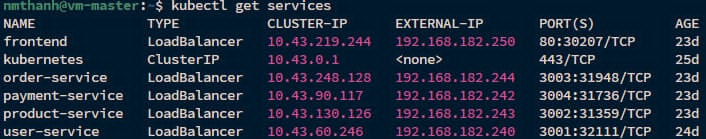 nmthanh@vm-master:~$ kubectl get services
NAME TYPE CLUSTER-IP EXTERNAL-IP PORT(S) AGE
frontend LoadBalancer 10.43.219.244 192.168.182.250 80:30207/TCP 23d
kubernetes ClusterIP 10.43.0.1 <none> 443/TCP 25d
order-service LoadBalancer 10.43.248.128 192.168.182.244 3003:31948/TCP 23d
payment-service LoadBalancer 10.43.90.117 192.168.182.242 3004:31736/TCP 23d
product-service LoadBalancer 10.43.130.126 192.168.182.243 3002:31359/TCP 23d
user-service LoadBalancer 10.43.60.246 192.168.182.240 3001:32111/TCP 24d